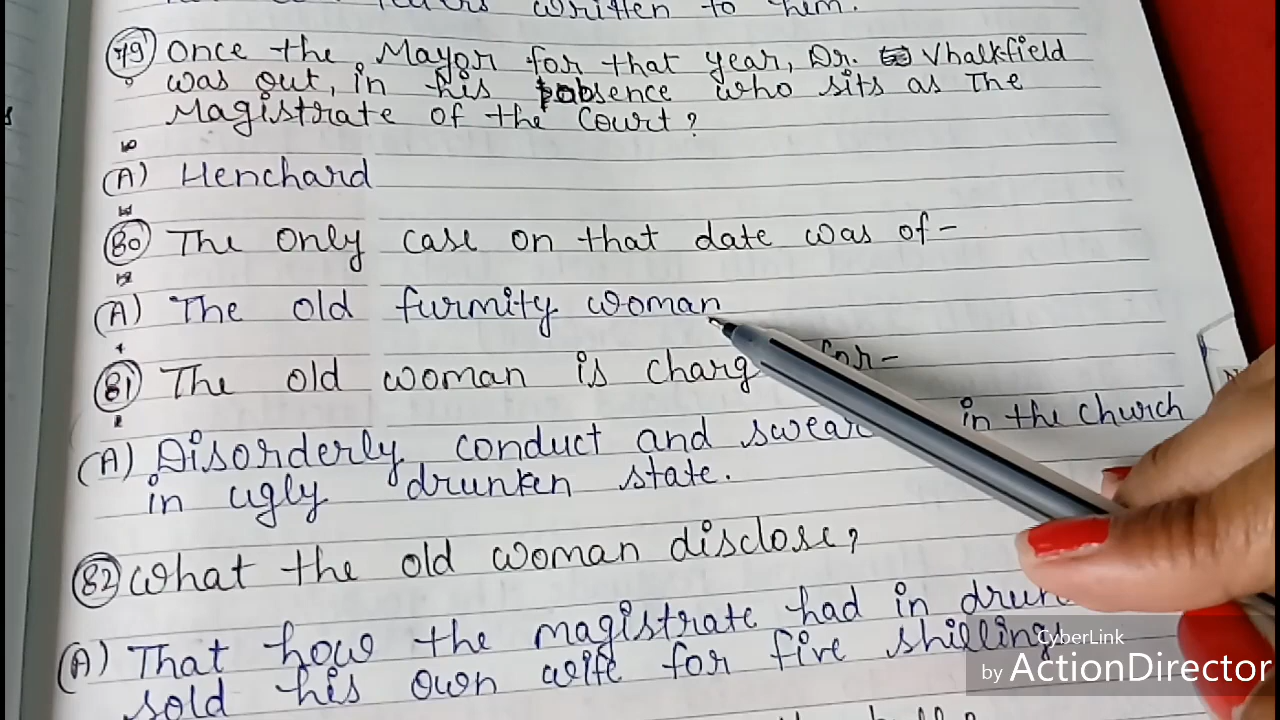 written to them.
79 Once the Mayor for that year, Dr. Vhalkfield
was out, in his absence who sits as The
Magistrate of the Court?
(A) Henchard
80 The only case on that date was of-
(A) The old furmity woman
81 The old woman is charg for-
(A) Disorderly conduct and swear in the church
in ugly drunken state.
82 What the old woman disclose?
(A) That how the magistrate had in drun
sold his own wife for five shillings
CyberLink
by ActionDirector